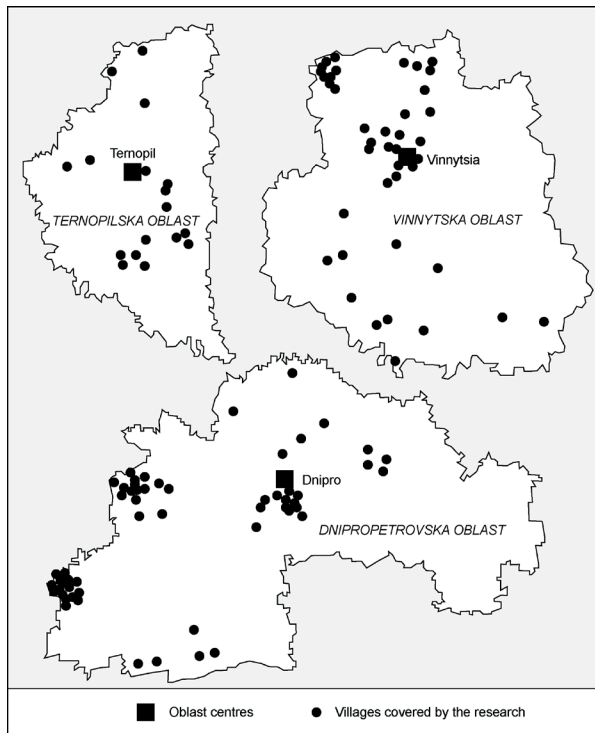 Ternopil
TERNOPILSKA OBLAST
Vinnytsia
VINNYTSKA OBLAST
Dnipro
DNIPROPETROVSKA OBLAST
Oblast centres
Villages covered by the research